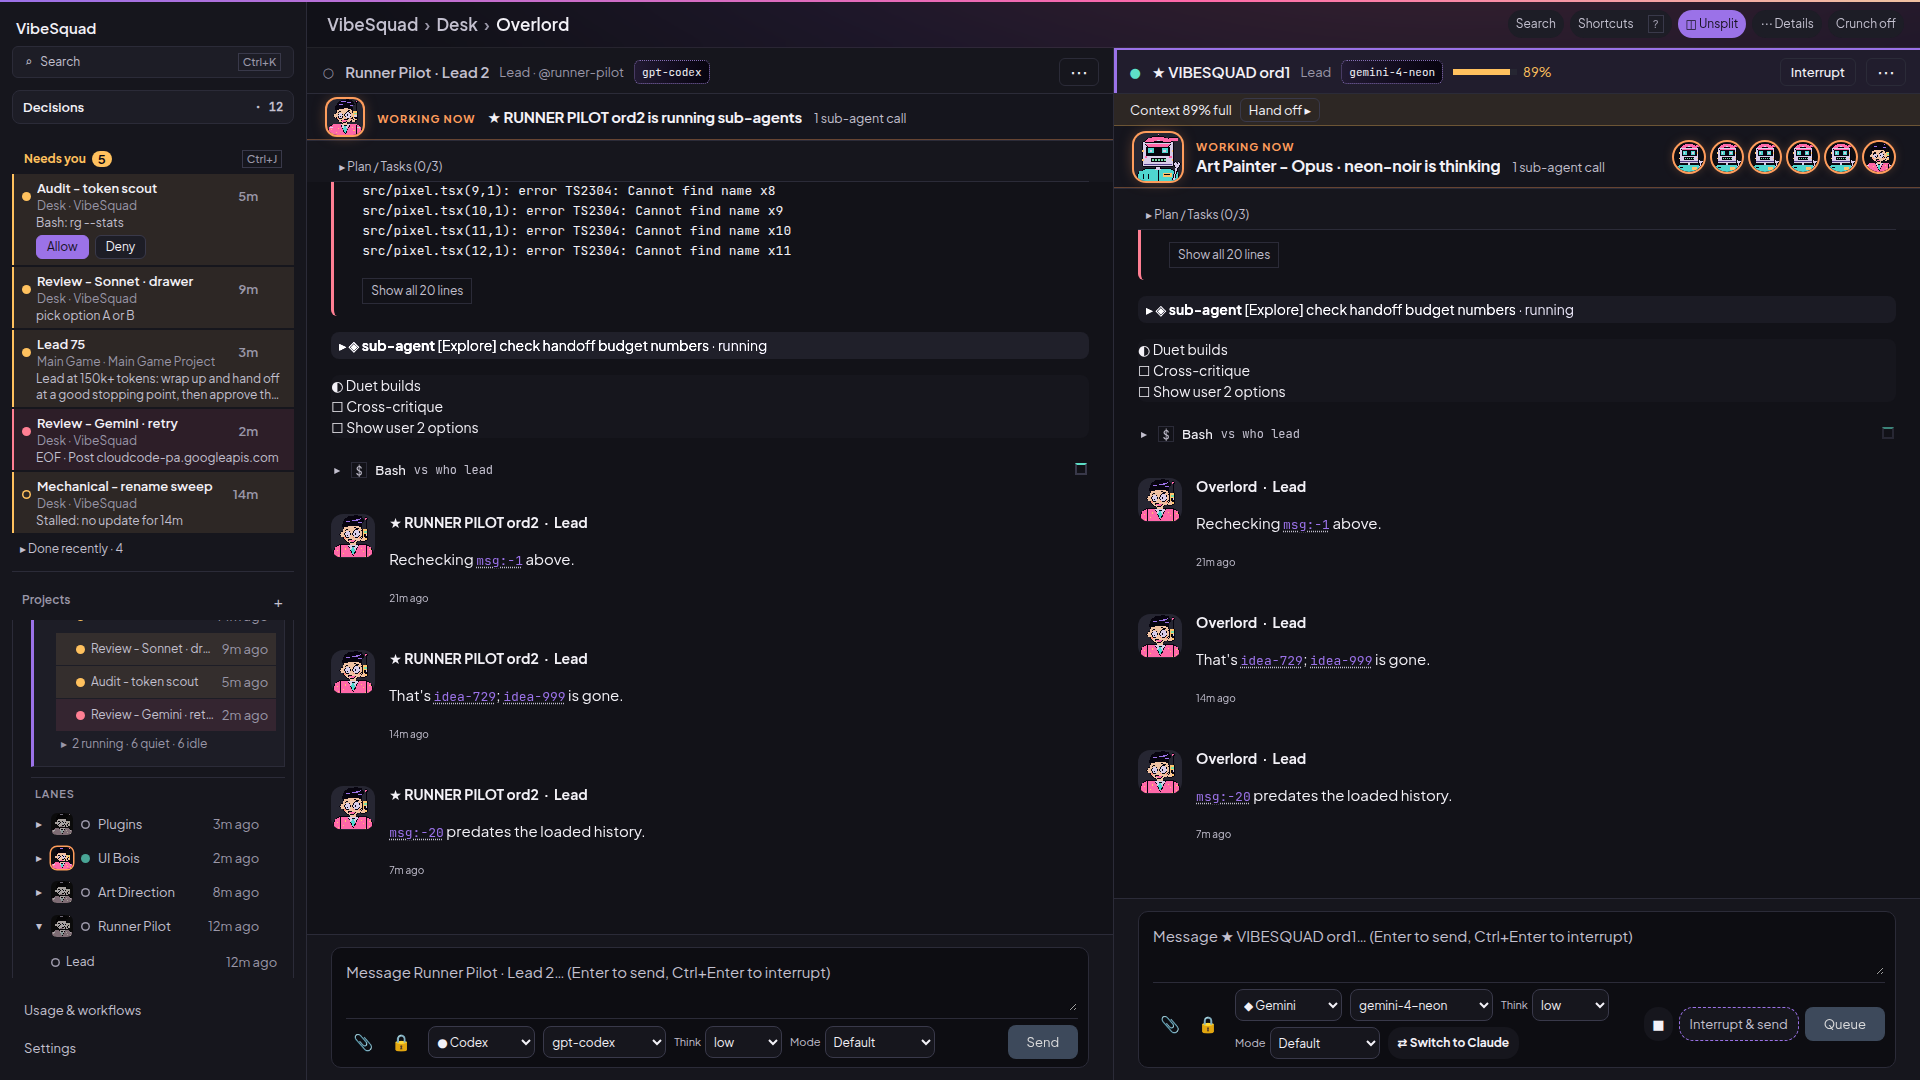 VibeSquad
Search Ctrl+K
Decisions · 12
Needs you 5 Ctrl+J
Audit – token scout 5m
Desk · VibeSquad
Bash: rg --stats
Allow Deny
Review – Sonnet · drawer 9m
Desk · VibeSquad
pick option A or B
Lead 75 3m
Main Game · Main Game Project
Lead at 150k+ tokens: wrap up and hand off
at a good stopping point, then approve th…
Review – Gemini · retry 2m
Desk · VibeSquad
EOF · Post cloudcode-pa.googleapis.com
Mechanical – rename sweep 14m
Desk · VibeSquad
Stalled: no update for 14m
▸ Done recently · 4
Projects +
Review – Sonnet · dr… 9m ago
Audit – token scout 5m ago
Review – Gemini · ret… 2m ago
▸ 2 running · 6 quiet · 6 idle
LANES
▸ Plugins 3m ago
▸ UI Bois 2m ago
▸ Art Direction 8m ago
▾ Runner Pilot 12m ago
Lead 12m ago
Usage & workflows
Settings
VibeSquad › Desk › Overlord
Search Shortcuts ? Unsplit ⋯ Details Crunch off
Runner Pilot · Lead 2 Lead · @runner-pilot gpt-codex ⋯
WORKING NOW ★ RUNNER PILOT ord2 is running sub-agents 1 sub-agent call
▸ Plan / Tasks (0/3)
src/pixel.tsx(9,1): error TS2304: Cannot find name x8
src/pixel.tsx(10,1): error TS2304: Cannot find name x9
src/pixel.tsx(11,1): error TS2304: Cannot find name x10
src/pixel.tsx(12,1): error TS2304: Cannot find name x11
Show all 20 lines
▸ ◈ sub-agent [Explore] check handoff budget numbers · running
◐ Duet builds
☐ Cross-critique
☐ Show user 2 options
▸ $ Bash vs who lead
★ RUNNER PILOT ord2 · Lead
Rechecking msg:-1 above.
21m ago
★ RUNNER PILOT ord2 · Lead
That's idea-729; idea-999 is gone.
14m ago
★ RUNNER PILOT ord2 · Lead
msg:-20 predates the loaded history.
7m ago
Message Runner Pilot · Lead 2… (Enter to send, Ctrl+Enter to interrupt)
● Codex gpt-codex Think low Mode Default Send
★ VIBESQUAD ord1 Lead gemini-4-neon 89% Interrupt ⋯
Context 89% full Hand off ▸
WORKING NOW
Art Painter – Opus · neon-noir is thinking 1 sub-agent call
▸ Plan / Tasks (0/3)
Show all 20 lines
▸ ◈ sub-agent [Explore] check handoff budget numbers · running
◐ Duet builds
☐ Cross-critique
☐ Show user 2 options
▸ $ Bash vs who lead
Overlord · Lead
Rechecking msg:-1 above.
21m ago
Overlord · Lead
That's idea-729; idea-999 is gone.
14m ago
Overlord · Lead
msg:-20 predates the loaded history.
7m ago
Message ★ VIBESQUAD ord1… (Enter to send, Ctrl+Enter to interrupt)
◆ Gemini gemini-4-neon Think low
Mode Default ⇄ Switch to Claude
■ Interrupt & send Queue